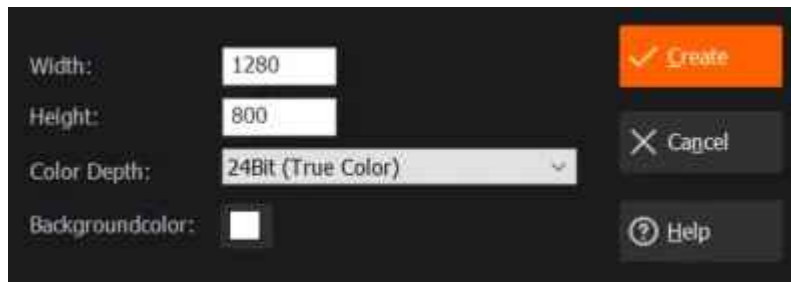 Width: 1280
Height: 800
Color Depth: 24Bit (True Color)
Backgroundcolor:
Create
Cancel
Help